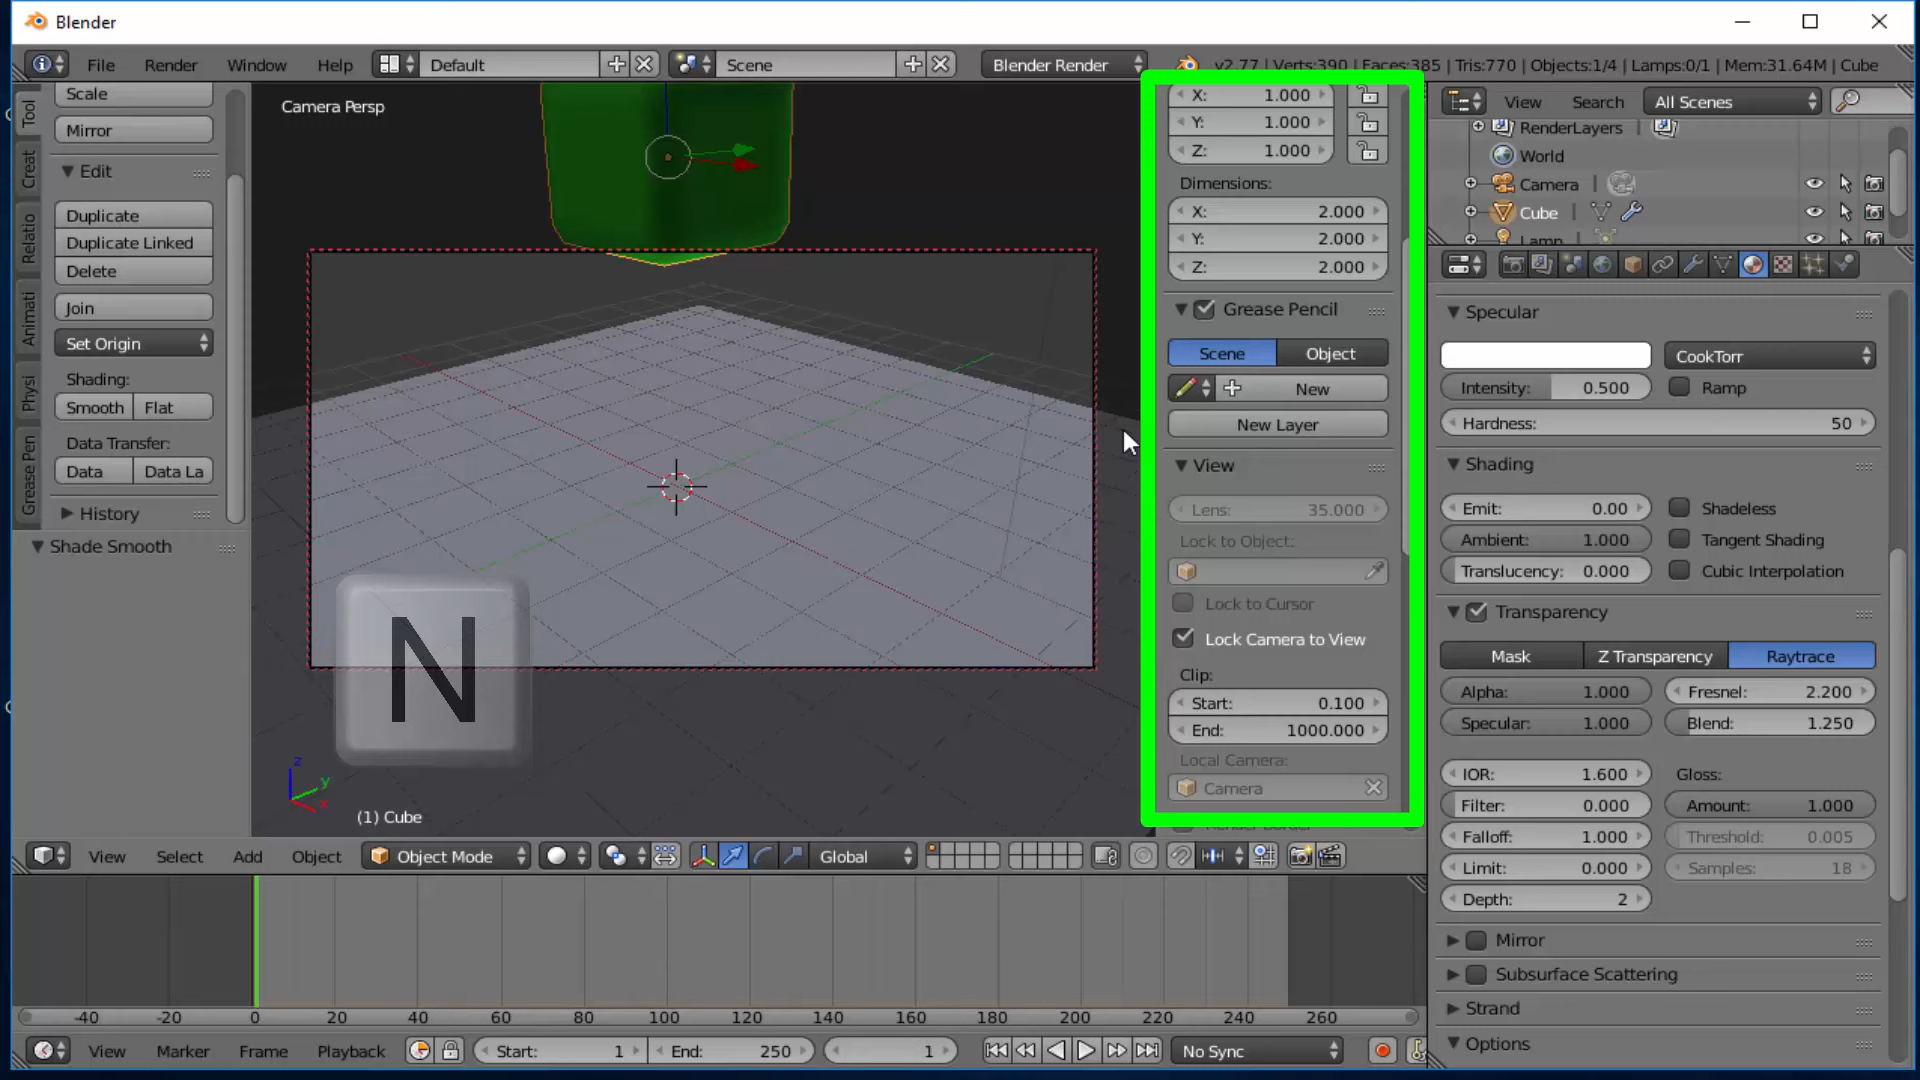 Blender
File Render Window Help Default Scene Blender Render v2.77 | Verts:390 | Faces:385 | Tris:770 | Objects:1/4 | Lamps:0/1 | Mem:31.64M | Cube
Tool
Creat
Relatio
Animati
Physi
Grease Pen
Scale
Mirror
Edit
Duplicate
Duplicate Linked
Delete
Join
Set Origin
Shading:
Smooth Flat
Data Transfer:
Data Data La
History
Shade Smooth
Camera Persp
N
z
y
x
(1) Cube
X: 1.000
Y: 1.000
Z: 1.000
Dimensions:
X: 2.000
Y: 2.000
Z: 2.000
Grease Pencil
Scene Object
New
New Layer
View
Lens: 35.000
Lock to Object:
Lock to Cursor
Lock Camera to View
Clip:
Start: 0.100
End: 1000.000
Local Camera:
Camera
Render Border
View Search All Scenes
RenderLayers
World
Camera
Cube
Lamp
Specular
CookTorr
Intensity: 0.500 Ramp
Hardness: 50
Shading
Emit: 0.00 Shadeless
Ambient: 1.000 Tangent Shading
Translucency: 0.000 Cubic Interpolation
Transparency
Mask Z Transparency Raytrace
Alpha: 1.000 Fresnel: 2.200
Specular: 1.000 Blend: 1.250
IOR: 1.600 Gloss:
Filter: 0.000 Amount: 1.000
Falloff: 1.000 Threshold: 0.005
Limit: 0.000 Samples: 18
Depth: 2
Mirror
Subsurface Scattering
Strand
Options
View Select Add Object Object Mode Global
-40 -20 0 20 40 60 80 100 120 140 160 180 200 220 240 260
View Marker Frame Playback Start: 1 End: 250 1 No Sync